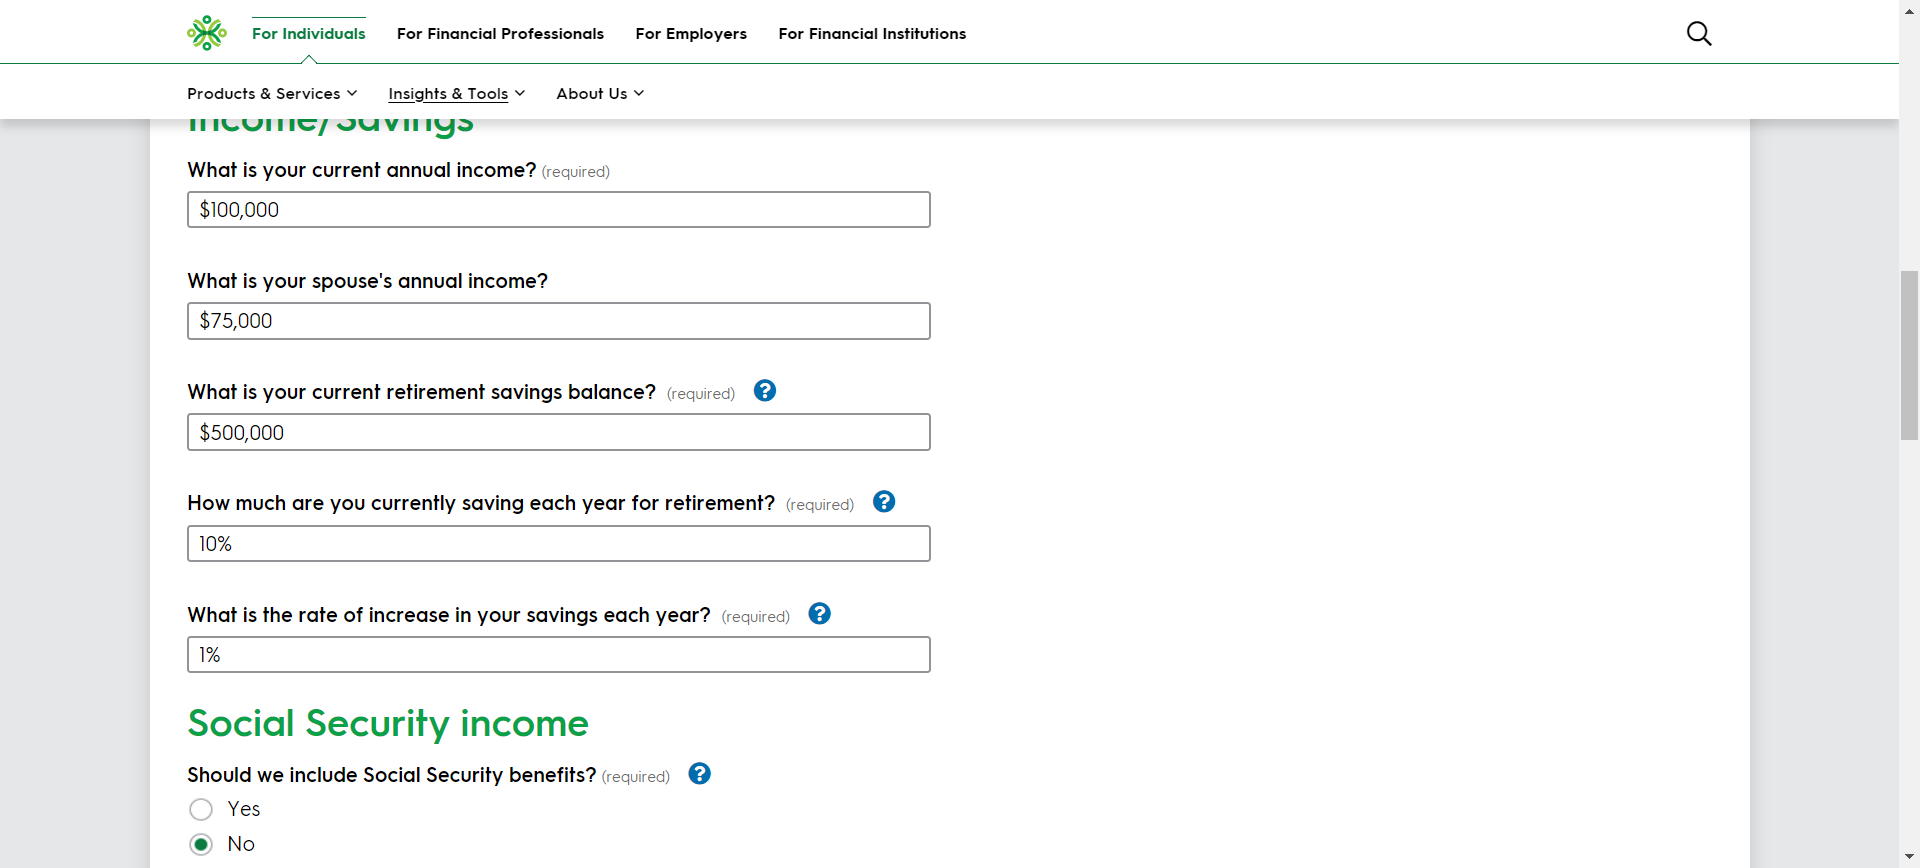 For Individuals For Financial Professionals For Employers For Financial Institutions
Products & Services Insights & Tools About Us
Income/Savings
What is your current annual income? (required)
$100,000
What is your spouse's annual income?
$75,000
What is your current retirement savings balance? (required) ?
$500,000
How much are you currently saving each year for retirement? (required) ?
10%
What is the rate of increase in your savings each year? (required) ?
1%
Social Security income
Should we include Social Security benefits? (required) ?
Yes
No